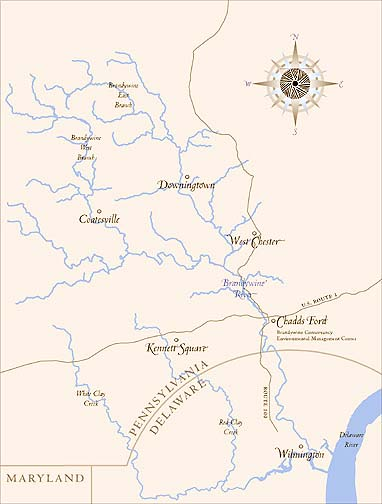 N
W
E
S
Brandywine
East
Branch
Brandywine
West
Branch
Downingtown
Coatesville
West Chester
Brandywine
River
U.S. ROUTE 1
Chadds Ford
Brandywine Conservancy
Environmental Management Center
Kennett Square
PENNSYLVANIA
DELAWARE
White Clay
Creek
ROUTE 100
Red Clay
Creek
Delaware
River
Wilmington
MARYLAND